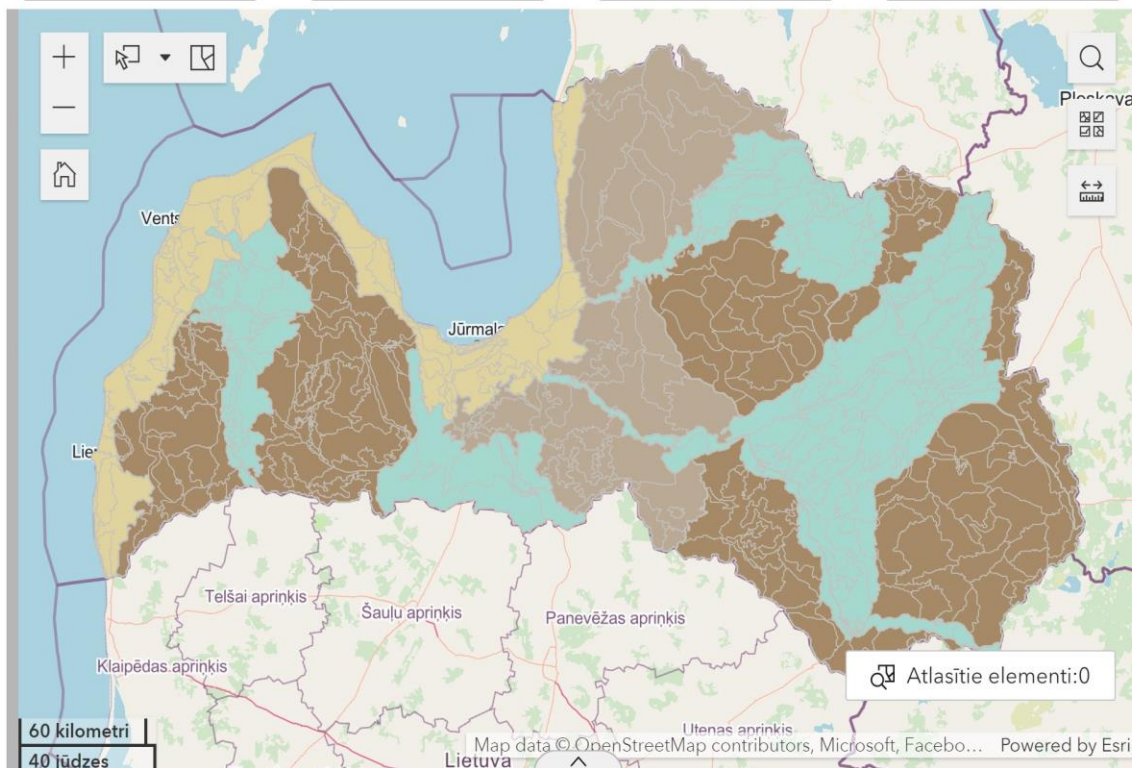 Pleskava
Vents
Jūrmala
Lie
Telšai apriņķis
Šauļu apriņķis
Panevēžas apriņķis
Klaipēdas apriņķis
Atlasītie elementi:0
60 kilometri
Utenas apriņķis
Map data © OpenStreetMap contributors, Microsoft, Facebo... Powered by Esri
40 jūdzes
Lietuva